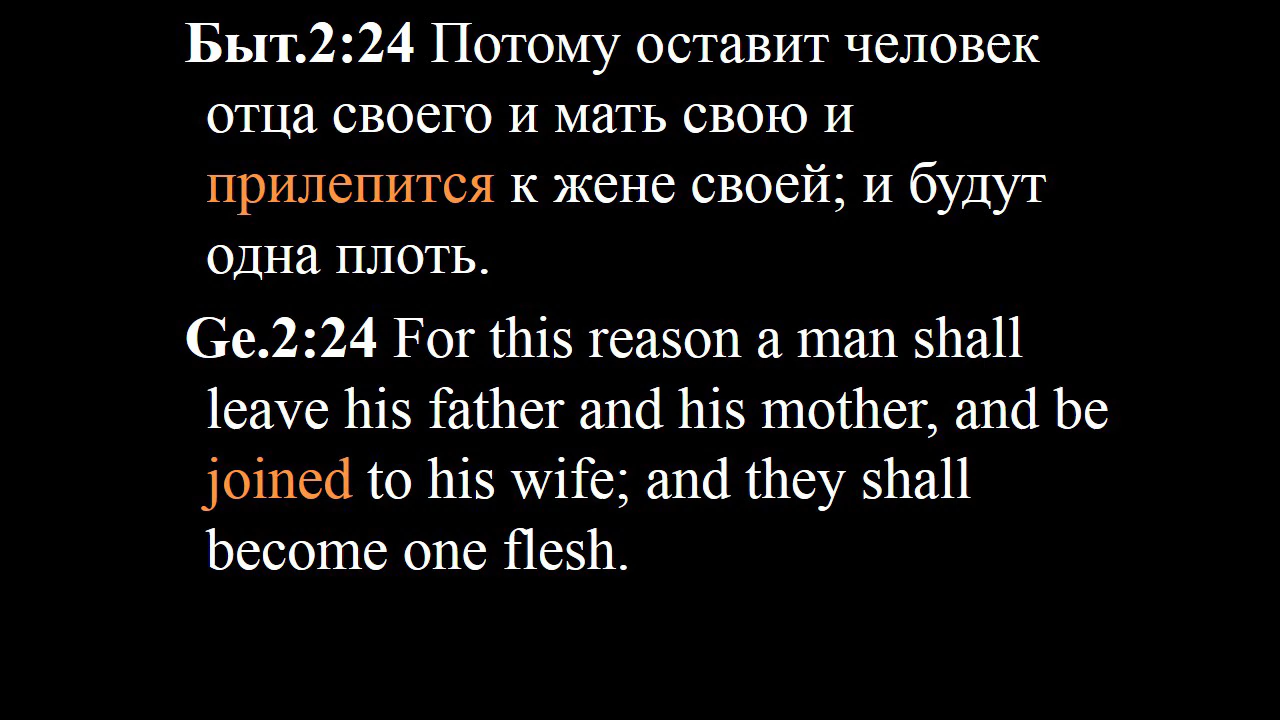 Быт.2:24 Потому оставит человек
отца своего и мать свою и
прилепится к жене своей; и будут
одна плоть.
Ge.2:24 For this reason a man shall
leave his father and his mother, and be
joined to his wife; and they shall
become one flesh.